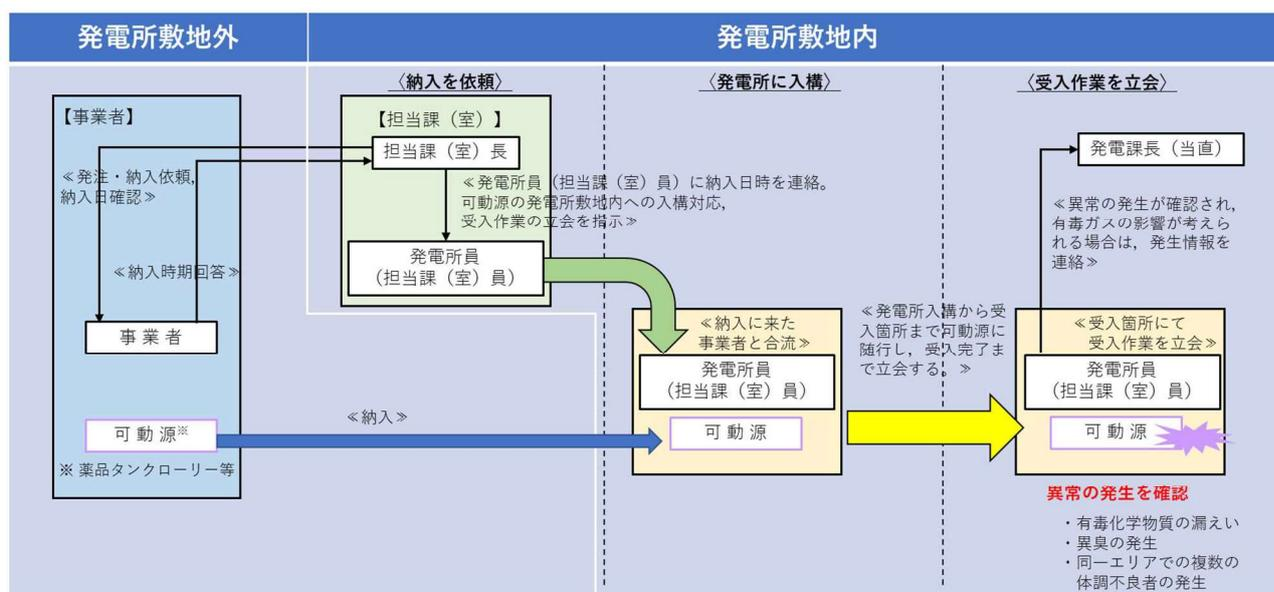 発電所敷地外
発電所敷地内
【事業者】
≪発注・納入依頼,
納入日確認≫
≪納入時期回答≫
事 業 者
可 動 源※
※ 薬品タンクローリー等
〈納入を依頼〉
【担当課（室）】
担当課（室）長
≪発電所員（担当課（室）員）に納入日時を連絡。
可動源の発電所敷地内への入構対応,
受入作業の立会を指示≫
発電所員
（担当課（室）員）
≪納入≫
〈発電所に入構〉
≪納入に来た
事業者と合流≫
発電所員
（担当課（室）員）
可 動 源
≪発電所入構から受
入箇所まで可動源に
随行し，受入完了ま
で立会する。≫
〈受入作業を立会〉
発電課長（当直）
≪異常の発生が確認され,
有毒ガスの影響が考えら
れる場合は，発生情報を
連絡≫
≪受入箇所にて
受入作業を立会≫
発電所員
（担当課（室）員）
可 動 源
異常の発生を確認
・有毒化学物質の漏えい
・異臭の発生
・同一エリアでの複数の
体調不良者の発生